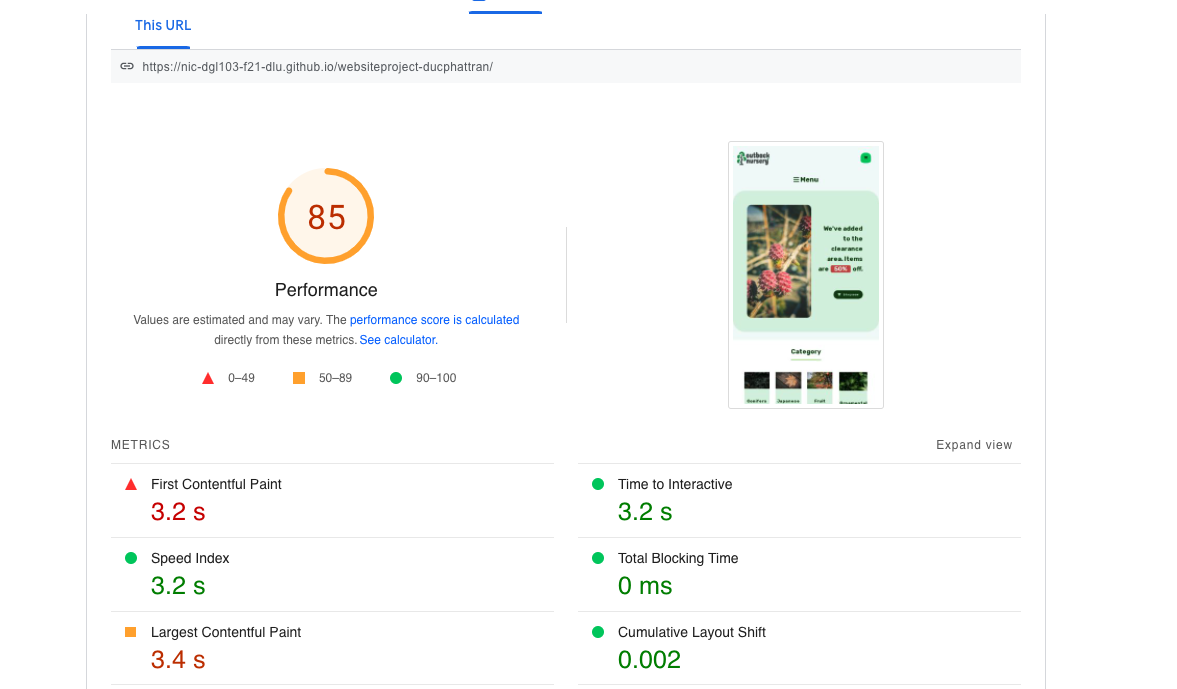 This URL
https://nic-dgl103-f21-dlu.github.io/websiteproject-ducphattran/
85
Performance
Values are estimated and may vary. The performance score is calculated
directly from these metrics. See calculator.
0–49
50–89
90–100
outback
nursery
Menu
We've added
to the
clearance
area. Items
are 50% off.
Category
Japanese
Fruit
Ornamental
METRICS
Expand view
First Contentful Paint
3.2 s
Time to Interactive
3.2 s
Speed Index
3.2 s
Total Blocking Time
0 ms
Largest Contentful Paint
3.4 s
Cumulative Layout Shift
0.002